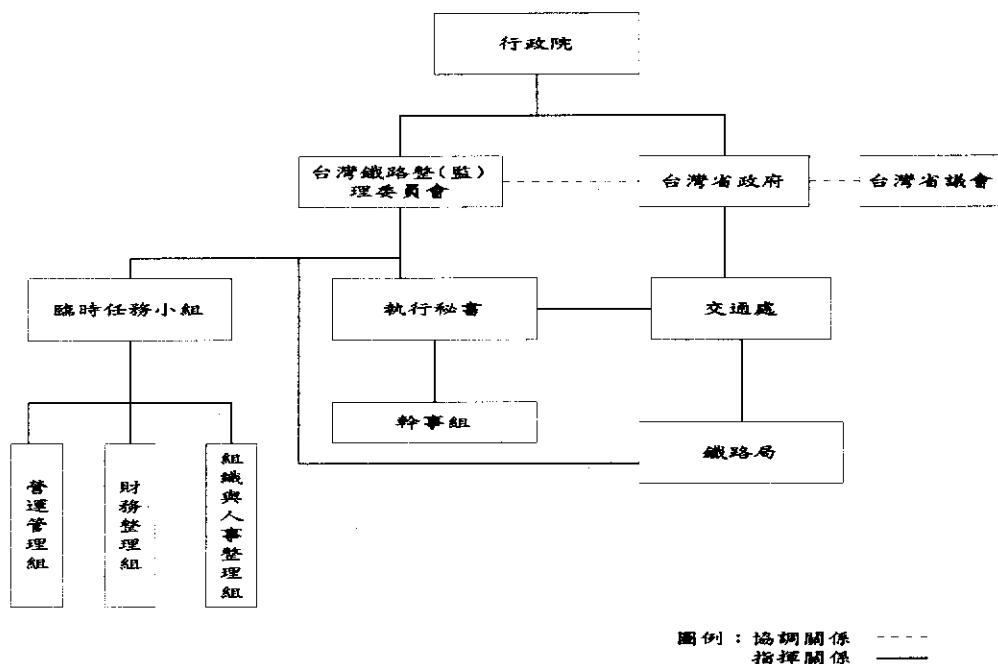 行政院
台灣鐵路整(監)
理委員會
台灣省政府
台灣省議會
臨時任務小組
執行秘書
交通處
幹事組
鐵路局
營運管理組
財務整理組
組織與人事整理組
圖例：協調關係
指揮關係